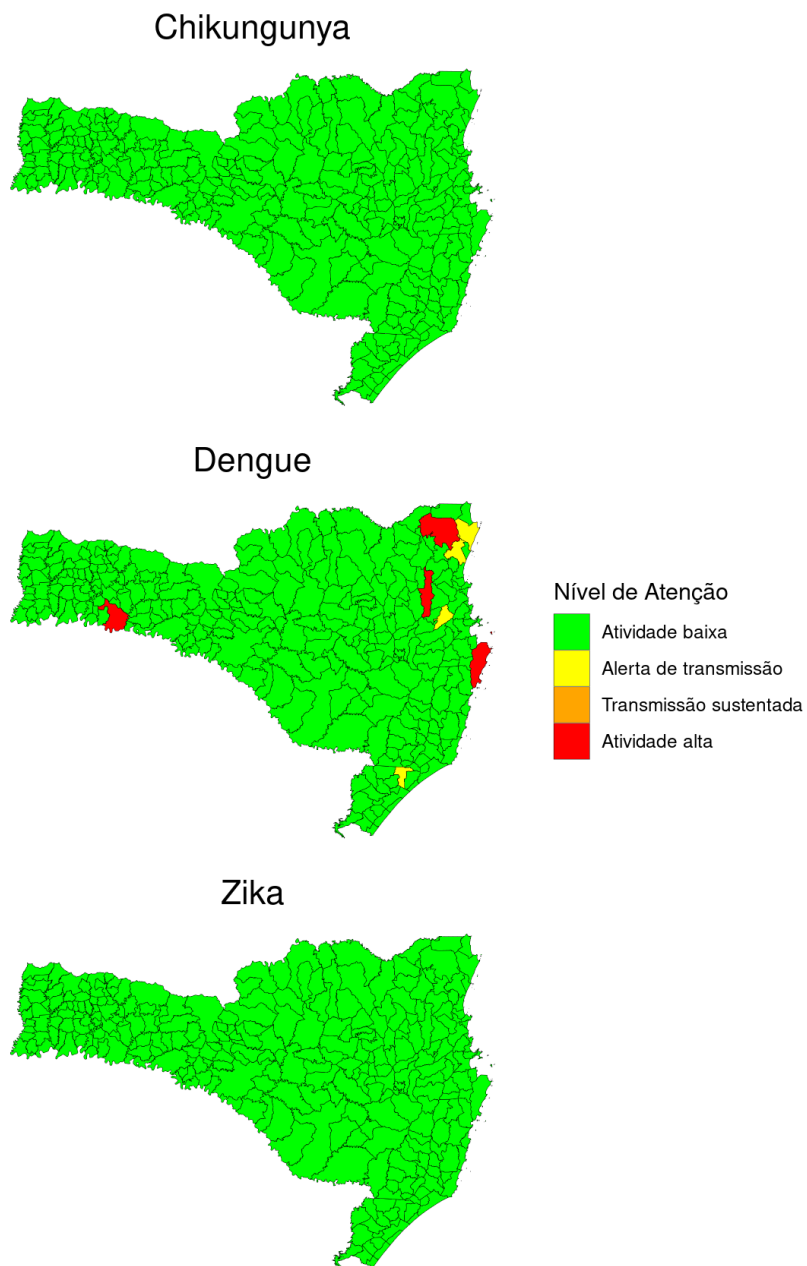 Chikungunya
Dengue
Nível de Atenção
Atividade baixa
Alerta de transmissão
Transmissão sustentada
Atividade alta
Zika